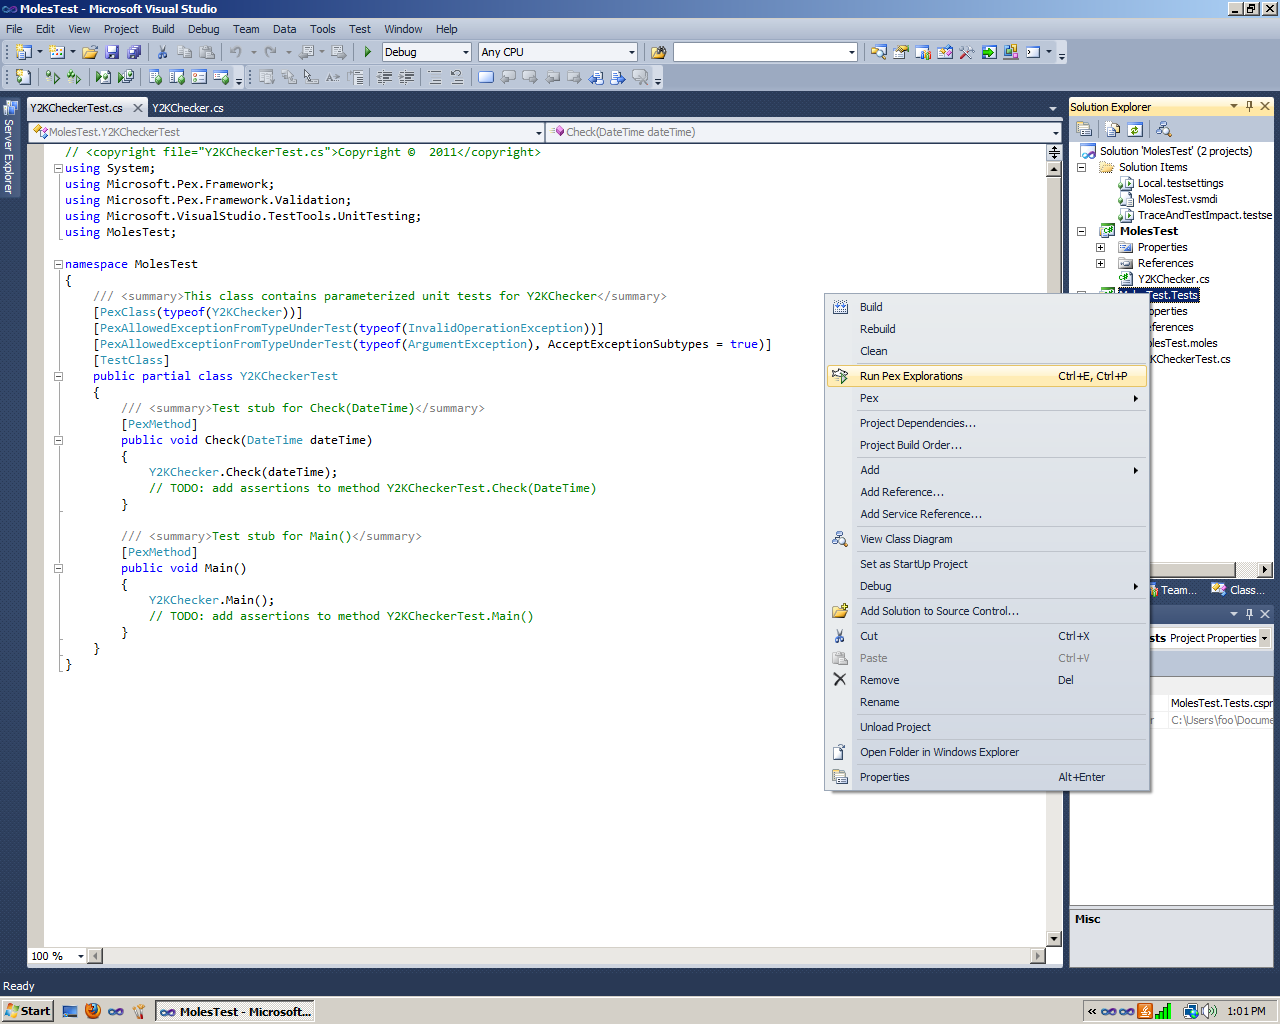 MolesTest - Microsoft Visual Studio
File Edit View Project Build Debug Team Data Tools Test Window Help
Debug Any CPU
Server Explorer
Y2KCheckerTest.cs Y2KChecker.cs
MolesTest.Y2KCheckerTest Check(DateTime dateTime)
// <copyright file="Y2KCheckerTest.cs">Copyright ©  2011</copyright>
using System;
using Microsoft.Pex.Framework;
using Microsoft.Pex.Framework.Validation;
using Microsoft.VisualStudio.TestTools.UnitTesting;
using MolesTest;
namespace MolesTest
{
/// <summary>This class contains parameterized unit tests for Y2KChecker</summary>
[PexClass(typeof(Y2KChecker))]
[PexAllowedExceptionFromTypeUnderTest(typeof(InvalidOperationException))]
[PexAllowedExceptionFromTypeUnderTest(typeof(ArgumentException), AcceptExceptionSubtypes = true)]
[TestClass]
public partial class Y2KCheckerTest
{
/// <summary>Test stub for Check(DateTime)</summary>
[PexMethod]
public void Check(DateTime dateTime)
{
Y2KChecker.Check(dateTime);
// TODO: add assertions to method Y2KCheckerTest.Check(DateTime)
}
/// <summary>Test stub for Main()</summary>
[PexMethod]
public void Main()
{
Y2KChecker.Main();
// TODO: add assertions to method Y2KCheckerTest.Main()
}
}
}
100 %
Solution Explorer
Solution 'MolesTest' (2 projects)
Solution Items
Local.testsettings
MolesTest.vsmdi
TraceAndTestImpact.testse
MolesTest
Properties
References
Y2KChecker.cs
est.Tests
operties
ferences
olesTest.moles
KCheckerTest.cs
Build
Rebuild
Clean
Run Pex Explorations Ctrl+E, Ctrl+P
Pex
Project Dependencies...
Project Build Order...
Add
Add Reference...
Add Service Reference...
View Class Diagram
Set as StartUp Project
Debug
Add Solution to Source Control...
Cut Ctrl+X
Paste Ctrl+V
Remove Del
Rename
Unload Project
Open Folder in Windows Explorer
Properties Alt+Enter
Team... Class...
sts Project Properties
MolesTest.Tests.cspr
r C:\Users\foo\Docume
Misc
Ready
Start MolesTest - Microsoft... « 1:01 PM